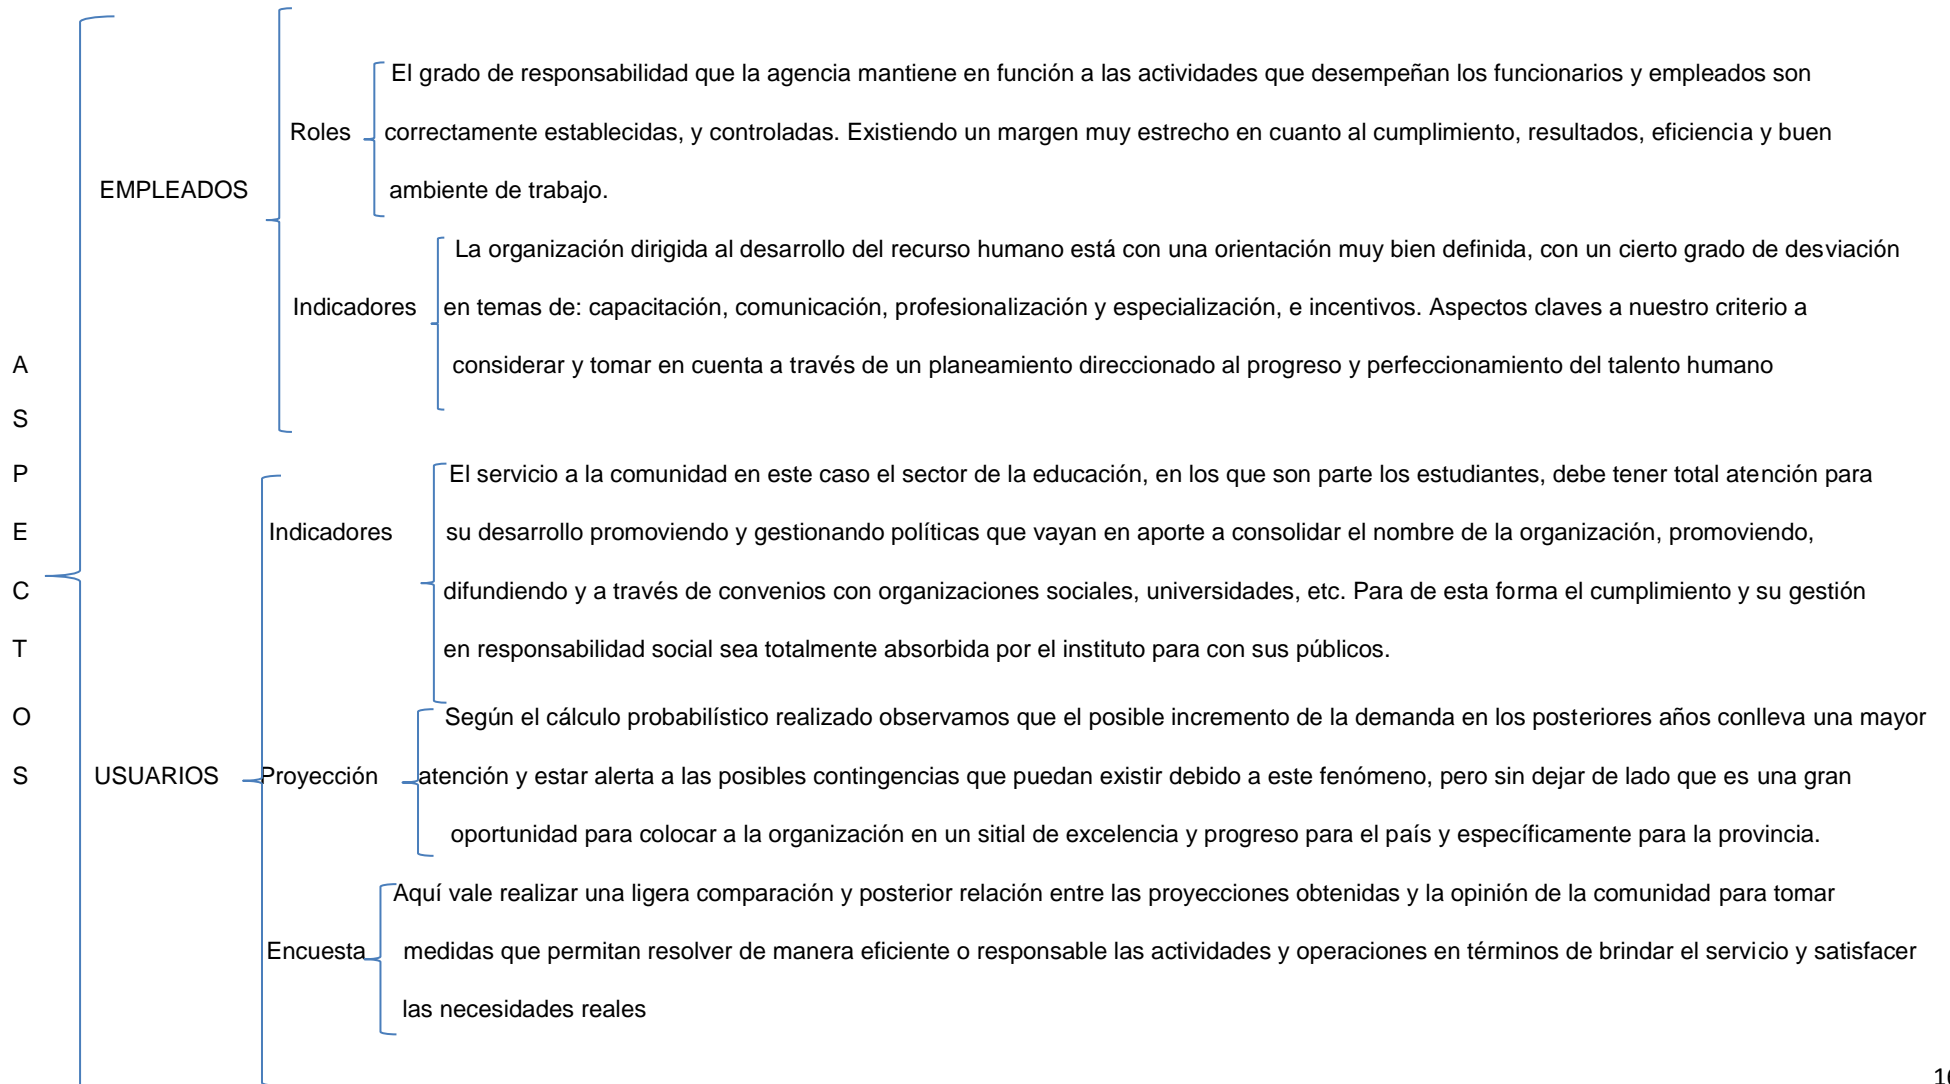 El grado de responsabilidad que la agencia mantiene en función a las actividades que desempeñan los funcionarios y empleados son
Roles correctamente establecidas, y controladas. Existiendo un margen muy estrecho en cuanto al cumplimiento, resultados, eficiencia y buen
EMPLEADOS ambiente de trabajo.
La organización dirigida al desarrollo del recurso humano está con una orientación muy bien definida, con un cierto grado de desviación
Indicadores en temas de: capacitación, comunicación, profesionalización y especialización, e incentivos. Aspectos claves a nuestro criterio a
A considerar y tomar en cuenta a través de un planeamiento direccionado al progreso y perfeccionamiento del talento humano
S
P El servicio a la comunidad en este caso el sector de la educación, en los que son parte los estudiantes, debe tener total atención para
E Indicadores su desarrollo promoviendo y gestionando políticas que vayan en aporte a consolidar el nombre de la organización, promoviendo,
C difundiendo y a través de convenios con organizaciones sociales, universidades, etc. Para de esta forma el cumplimiento y su gestión
T en responsabilidad social sea totalmente absorbida por el instituto para con sus públicos.
O Según el cálculo probabilístico realizado observamos que el posible incremento de la demanda en los posteriores años conlleva una mayor
S USUARIOS Proyección atención y estar alerta a las posibles contingencias que puedan existir debido a este fenómeno, pero sin dejar de lado que es una gran
oportunidad para colocar a la organización en un sitial de excelencia y progreso para el país y específicamente para la provincia.
Aquí vale realizar una ligera comparación y posterior relación entre las proyecciones obtenidas y la opinión de la comunidad para tomar
Encuesta medidas que permitan resolver de manera eficiente o responsable las actividades y operaciones en términos de brindar el servicio y satisfacer
las necesidades reales